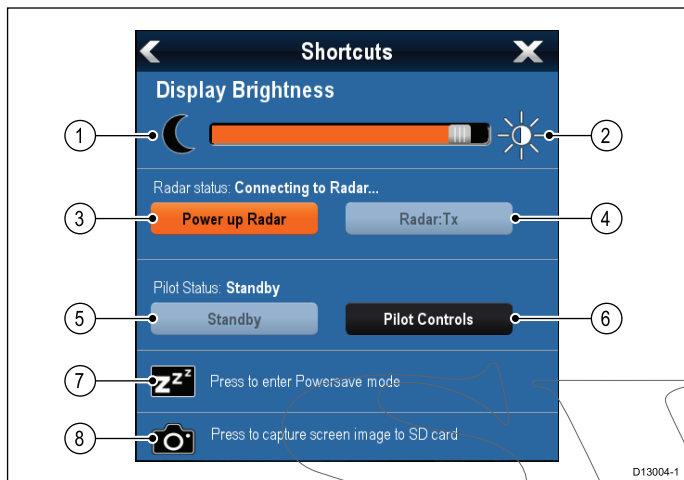 Shortcuts
Display Brightness
1
2
Radar status: Connecting to Radar...
3
Power up Radar
Radar:Tx
4
Pilot Status: Standby
5
Standby
Pilot Controls
6
7
zzz
Press to enter Powersave mode
8
Press to capture screen image to SD card
D13004-1